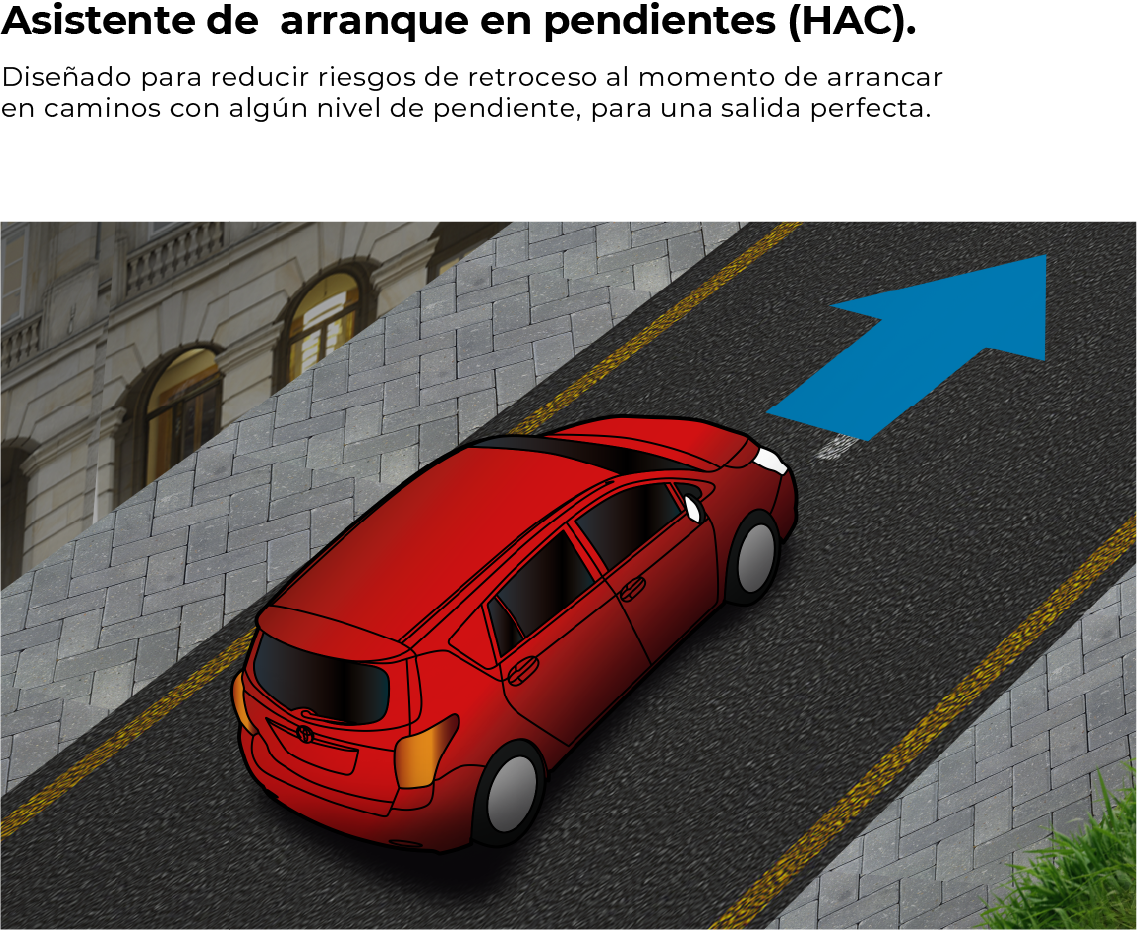 Asistente de  arranque en pendientes (HAC).
Diseñado para reducir riesgos de retroceso al momento de arrancar
en caminos con algún nivel de pendiente, para una salida perfecta.